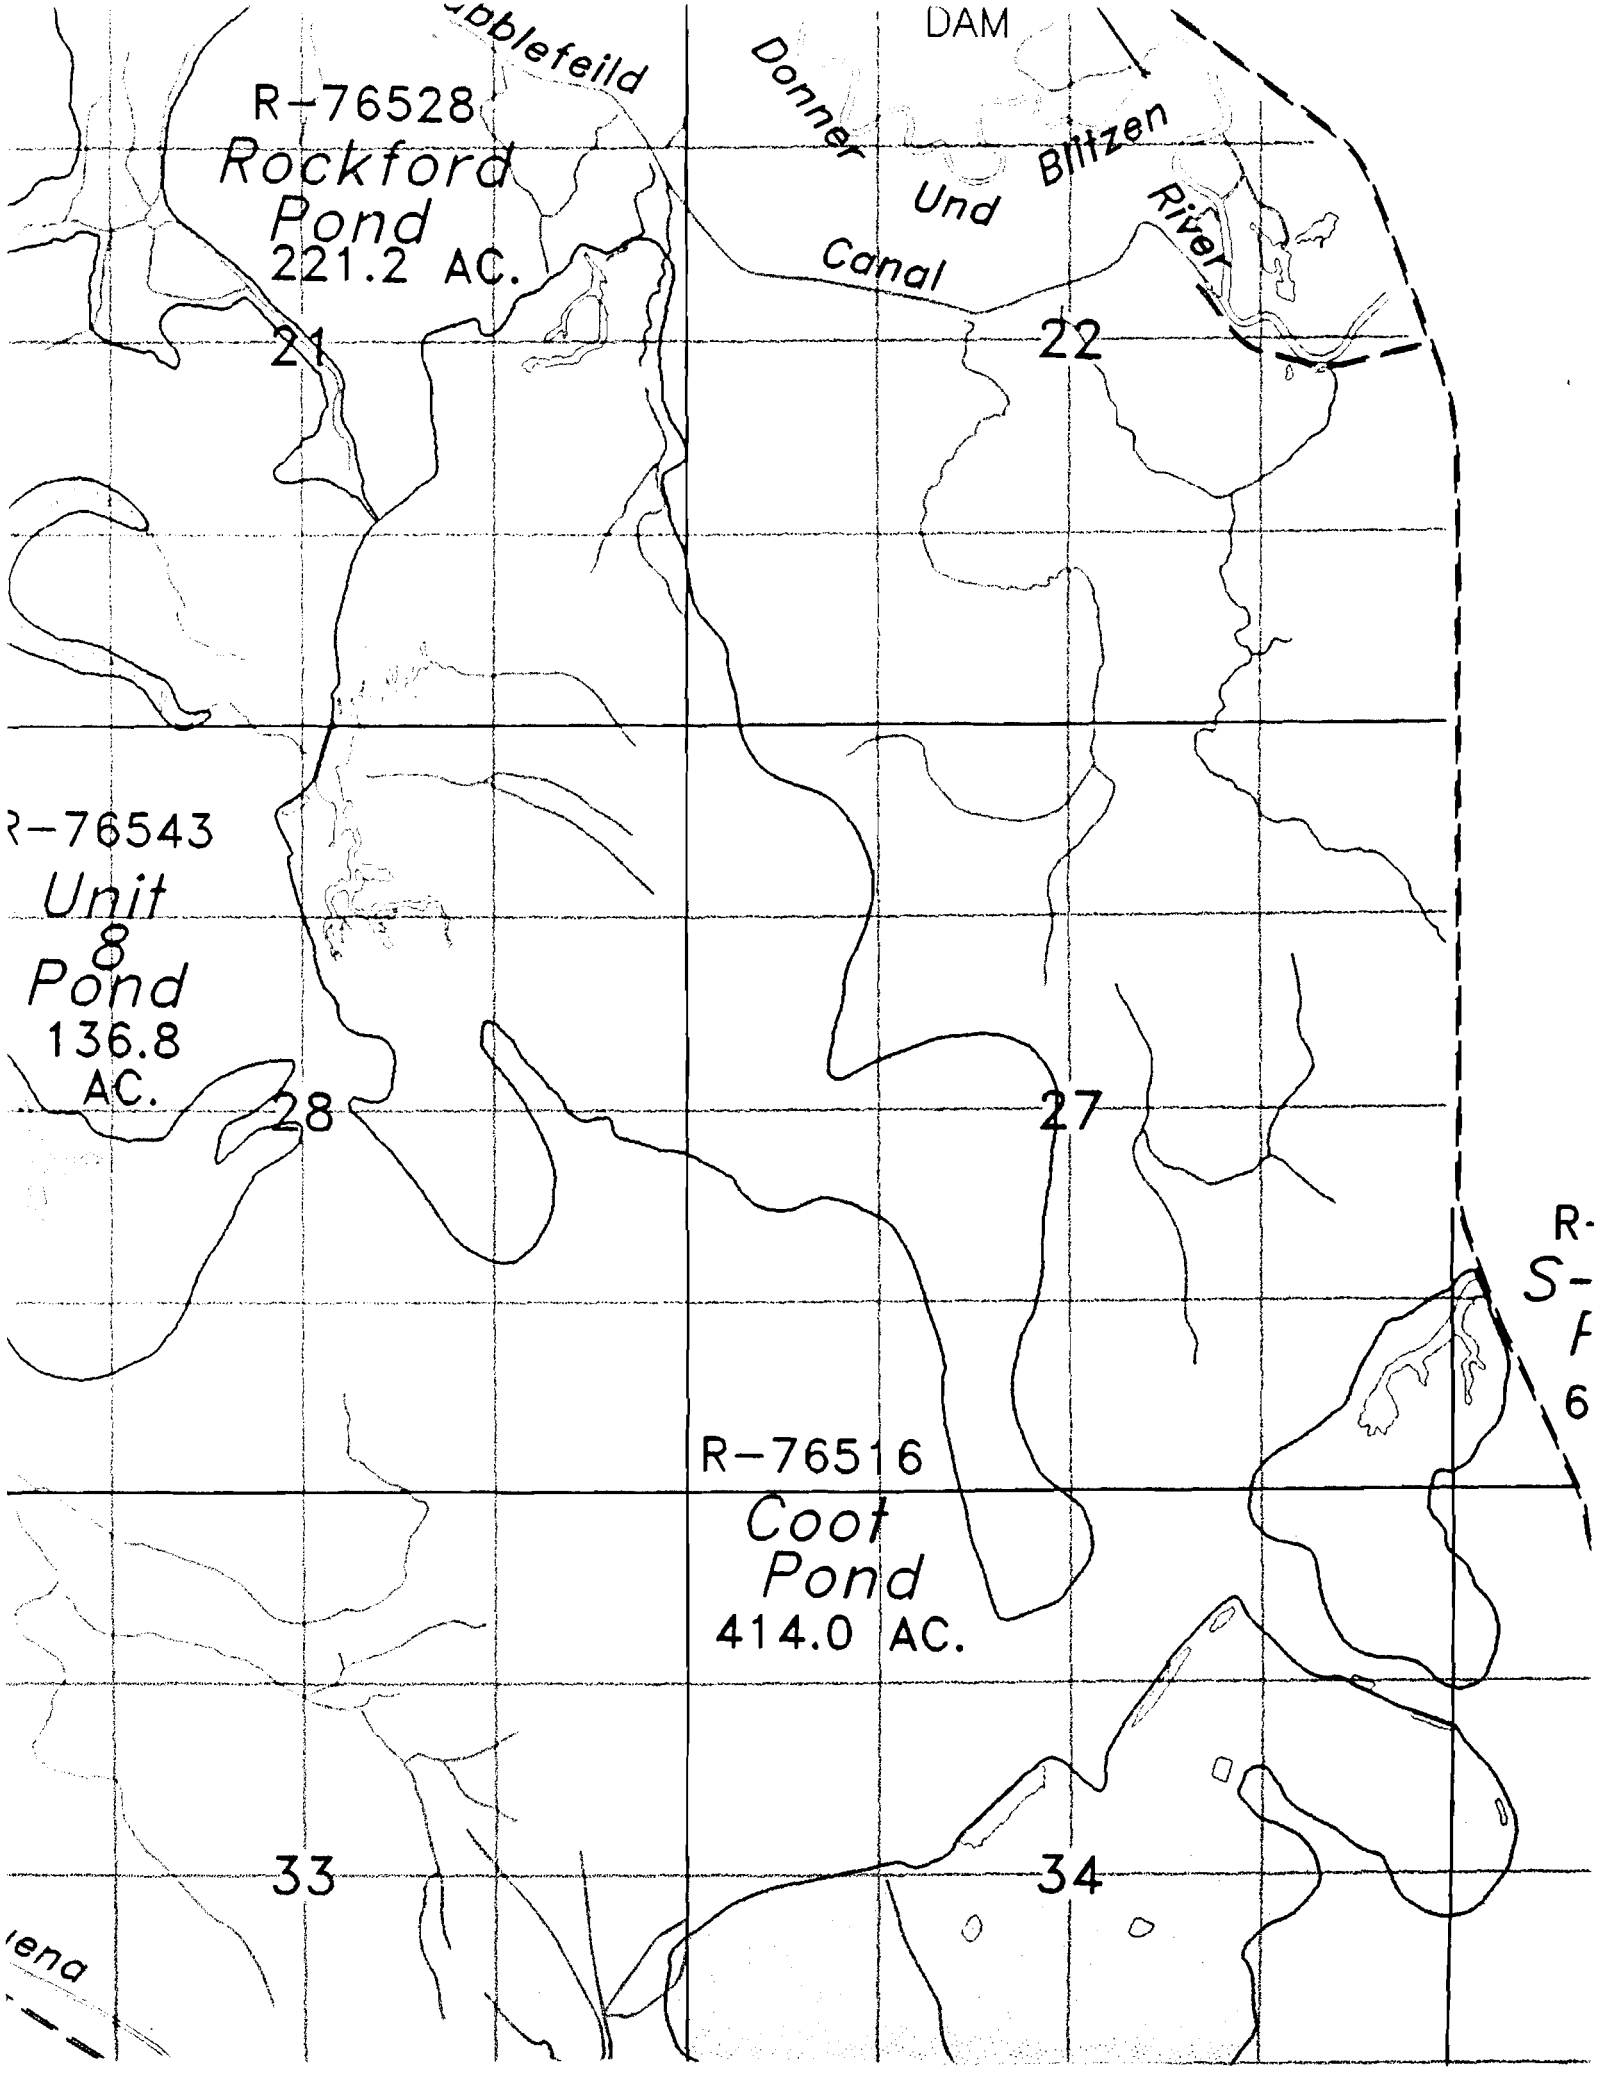 DAM
R-76528
Rockford
Pond
221.2 AC.
Donner
Und
Blitzen
River
Canal
21
22
R-76543
Unit
8
Pond
136.8
AC.
28
27
R-76516
Coot
Pond
414.0 AC.
33
34